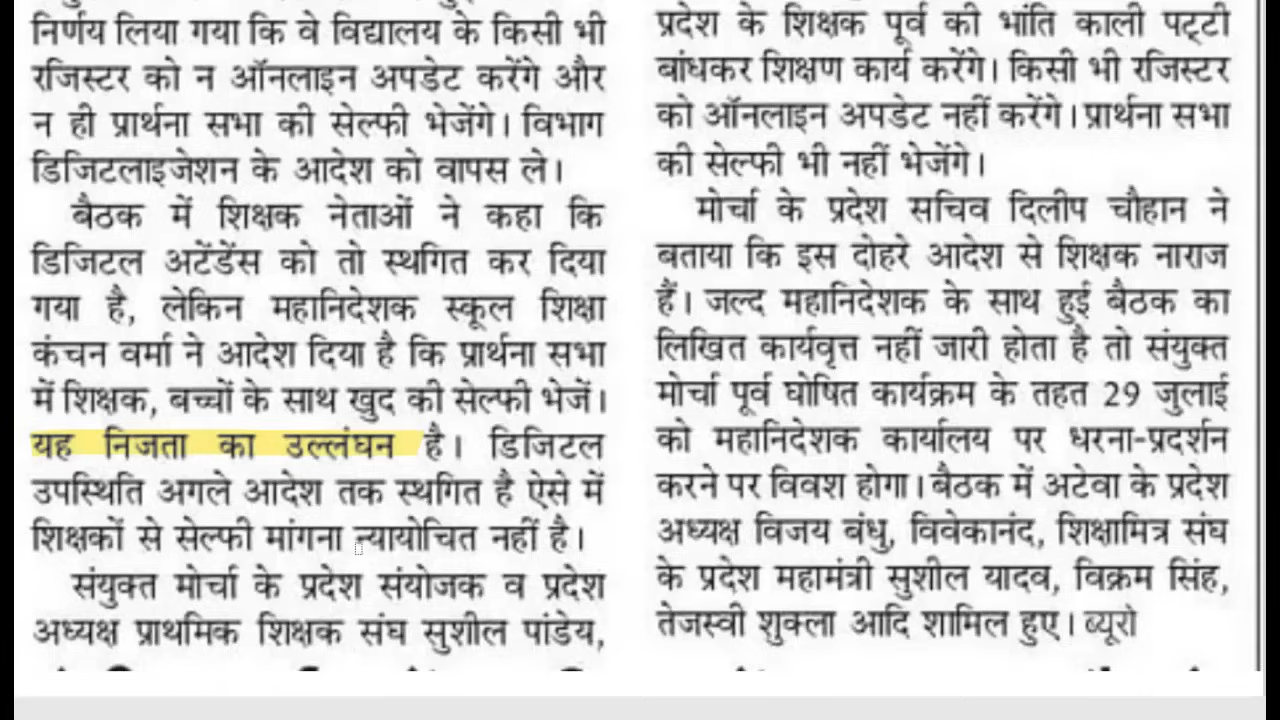 निर्णय लिया गया कि वे विद्यालय के किसी भी
रजिस्टर को न ऑनलाइन अपडेट करेंगे और
न ही प्रार्थना सभा की सेल्फी भेजेंगे। विभाग
डिजिटलाइजेशन के आदेश को वापस ले।
बैठक में शिक्षक नेताओं ने कहा कि
डिजिटल अटेंडेंस को तो स्थगित कर दिया
गया है, लेकिन महानिदेशक स्कूल शिक्षा
कंचन वर्मा ने आदेश दिया है कि प्रार्थना सभा
में शिक्षक, बच्चों के साथ खुद की सेल्फी भेजें।
यह निजता का उल्लंघन है। डिजिटल
उपस्थिति अगले आदेश तक स्थगित है ऐसे में
शिक्षकों से सेल्फी मांगना न्यायोचित नहीं है।
संयुक्त मोर्चा के प्रदेश संयोजक व प्रदेश
अध्यक्ष प्राथमिक शिक्षक संघ सुशील पांडेय,
प्रदेश के शिक्षक पूर्व की भांति काली पट्टी
बांधकर शिक्षण कार्य करेंगे। किसी भी रजिस्टर
को ऑनलाइन अपडेट नहीं करेंगे। प्रार्थना सभा
की सेल्फी भी नहीं भेजेंगे।
मोर्चा के प्रदेश सचिव दिलीप चौहान ने
बताया कि इस दोहरे आदेश से शिक्षक नाराज
हैं। जल्द महानिदेशक के साथ हुई बैठक का
लिखित कार्यवृत्त नहीं जारी होता है तो संयुक्त
मोर्चा पूर्व घोषित कार्यक्रम के तहत 29 जुलाई
को महानिदेशक कार्यालय पर धरना-प्रदर्शन
करने पर विवश होगा। बैठक में अटेवा के प्रदेश
अध्यक्ष विजय बंधु, विवेकानंद, शिक्षामित्र संघ
के प्रदेश महामंत्री सुशील यादव, विक्रम सिंह,
तेजस्वी शुक्ला आदि शामिल हुए। ब्यूरो